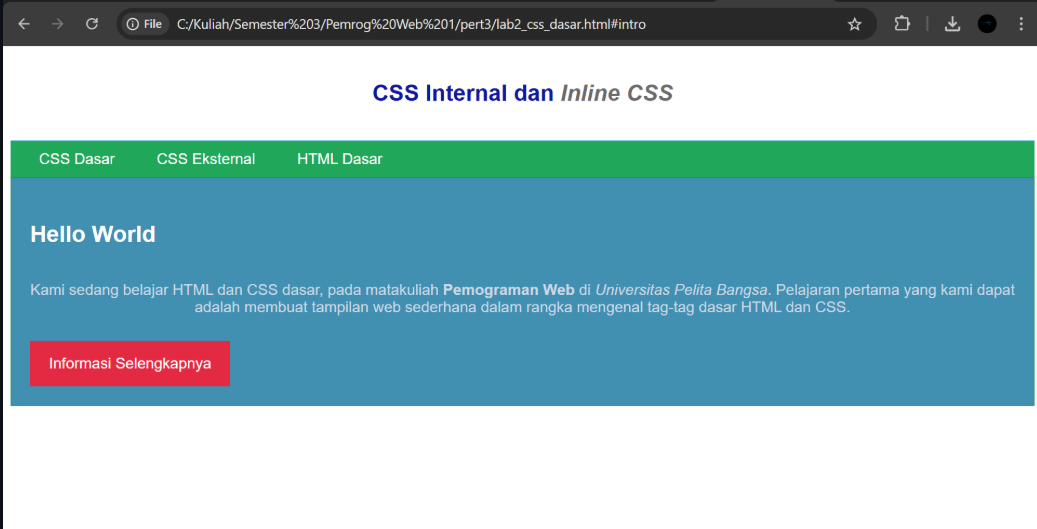 File C:/Kuliah/Semester%203/Pemrog%20Web%201/pert3/lab2_css_dasar.html#intro
CSS Internal dan Inline CSS
CSS Dasar CSS Eksternal HTML Dasar
Hello World
Kami sedang belajar HTML dan CSS dasar, pada matakuliah Pemograman Web di Universitas Pelita Bangsa. Pelajaran pertama yang kami dapat
adalah membuat tampilan web sederhana dalam rangka mengenal tag-tag dasar HTML dan CSS.
Informasi Selengkapnya